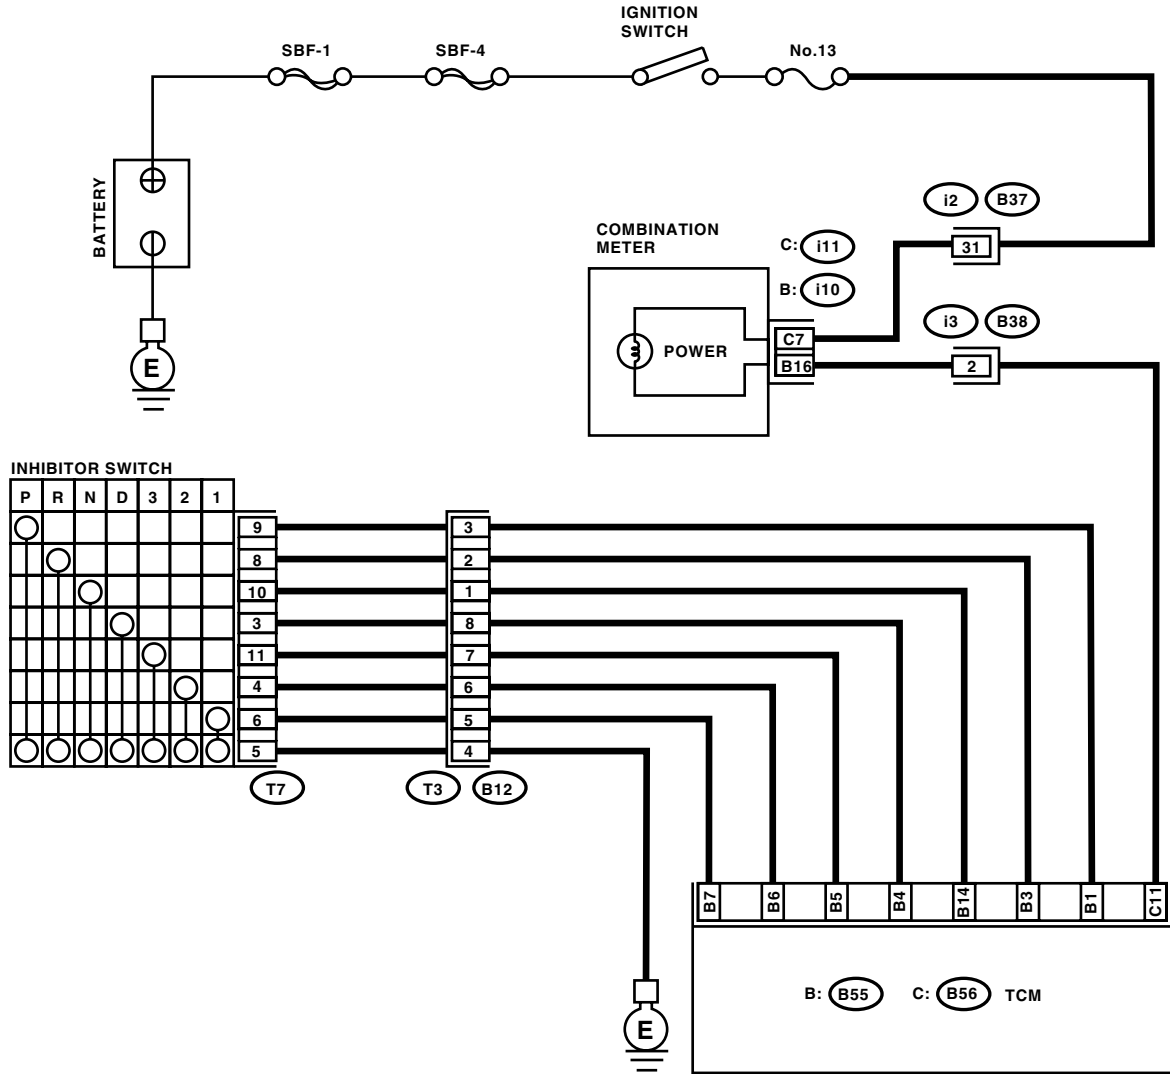 IGNITION
SWITCH
SBF-1
SBF-4
No.13
BATTERY
E
COMBINATION
METER
C: i11
B: i10
i2 B37
31
i3 B38
2
C7
B16
POWER
INHIBITOR SWITCH
P R N D 3 2 1
9 3
8 2
10 1
3 8
11 7
4 6
6 5
5 4
T7
T3 B12
B7 B6 B5 B4 B14 B3 B1 C11
B: B55 C: B56 TCM
E